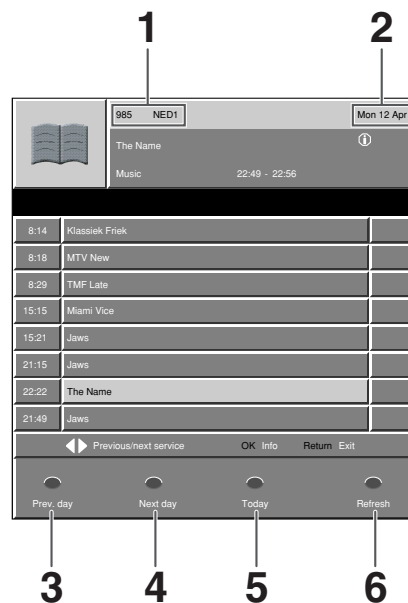 1 2
985 NED1 Mon 12 Apr
The Name
Music 22:49 - 22:56
8:14 Klassiek Friek
8:18 MTV New
8:29 TMF Late
15:15 Miami Vice
15:21 Jaws
21:15 Jaws
22:22 The Name
21:49 Jaws
Previous/next service OK Info Return Exit
Prev. day Next day Today Refresh
3 4 5 6